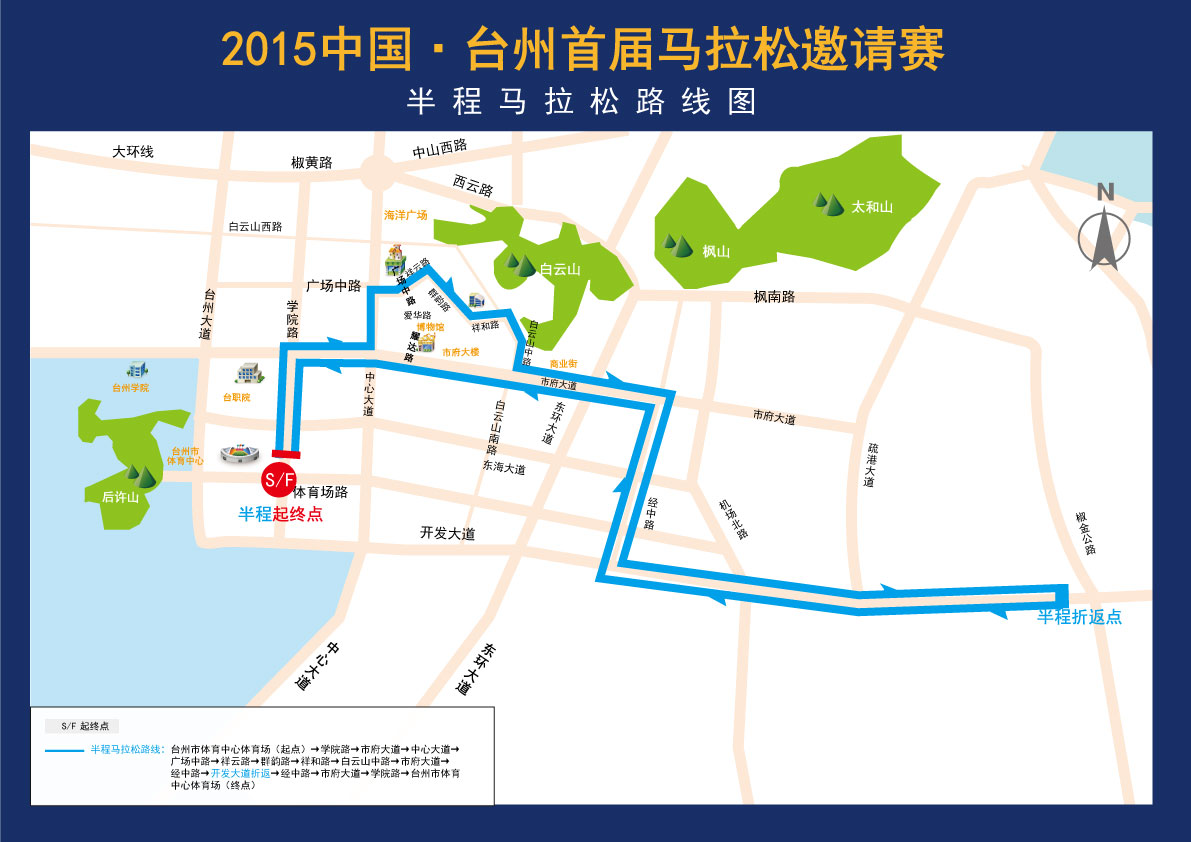 2015中国·台州首届马拉松邀请赛
半程马拉松路线图
大环线
椒黄路
中山西路
西云路
N
太和山
海洋广场
白云山西路
枫山
祥云路
白云山
广场中路
广场中路
群韵路
枫南路
台州大道
学院路
爱华路
博物馆
祥和路
白云山中路
耀达路
市府大楼
商业街
台州学院
台职院
中心大道
市府大道
白云山南路
东环大道
市府大道
台州市
体育中心
疏港大道
东海大道
S/F
体育场路
后许山
半程起终点
经中路
机场北路
椒金公路
开发大道
半程折返点
中心大道
东环大道
S/F 起终点
半程马拉松路线：台州市体育中心体育场（起点）→学院路→市府大道→中心大道→
广场中路→祥云路→群韵路→祥和路→白云山中路→市府大道→
经中路→开发大道折返→经中路→市府大道→学院路→台州市体育
中心体育场（终点）